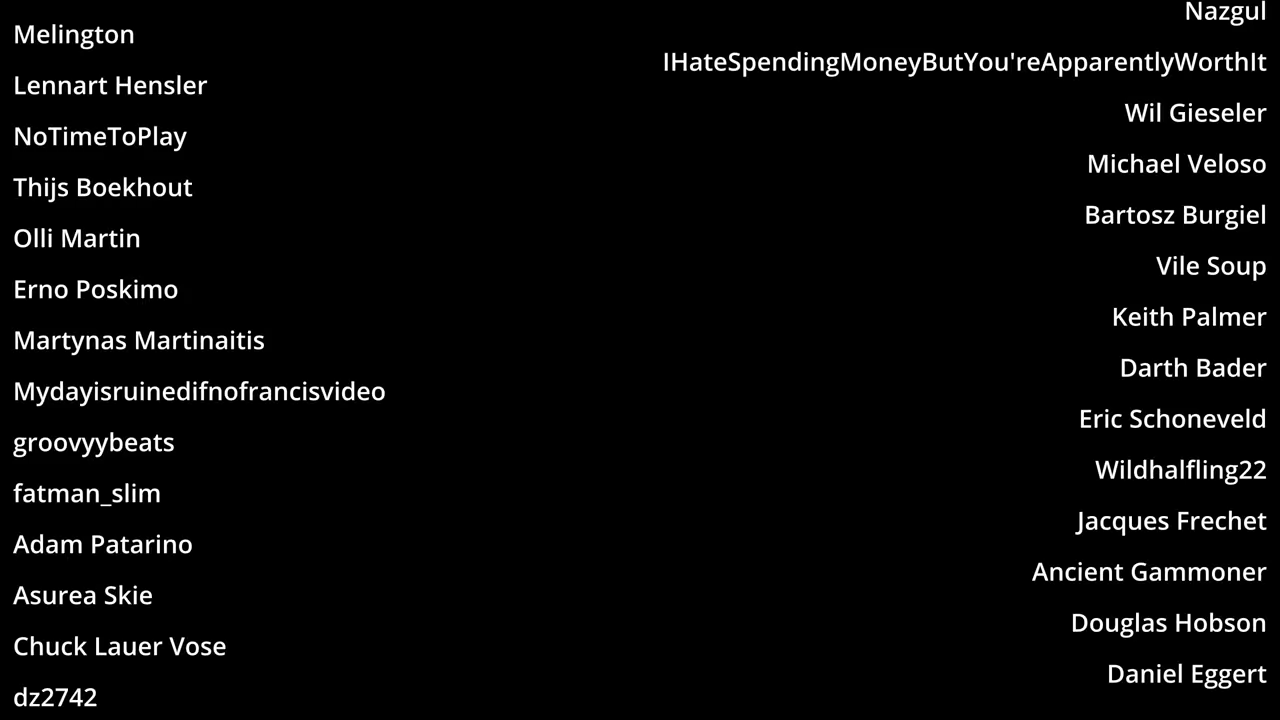 Melington
Lennart Hensler
NoTimeToPlay
Thijs Boekhout
Olli Martin
Erno Poskimo
Martynas Martinaitis
Mydayisruinedifnofrancisvideo
groovyybeats
fatman_slim
Adam Patarino
Asurea Skie
Chuck Lauer Vose
dz2742
Nazgul
IHateSpendingMoneyButYou'reApparentlyWorthIt
Wil Gieseler
Michael Veloso
Bartosz Burgiel
Vile Soup
Keith Palmer
Darth Bader
Eric Schoneveld
Wildhalfling22
Jacques Frechet
Ancient Gammoner
Douglas Hobson
Daniel Eggert